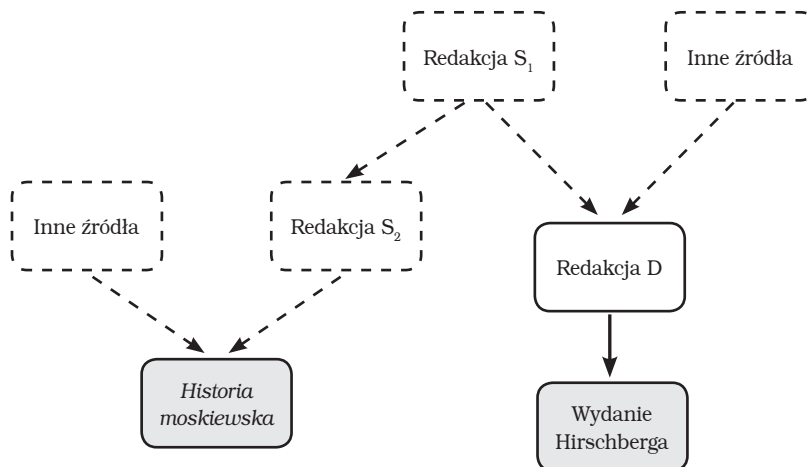 Redakcja S₁
Inne źródła
Inne źródła
Redakcja S₂
Redakcja D
Historia
moskiewska
Wydanie
Hirschberga